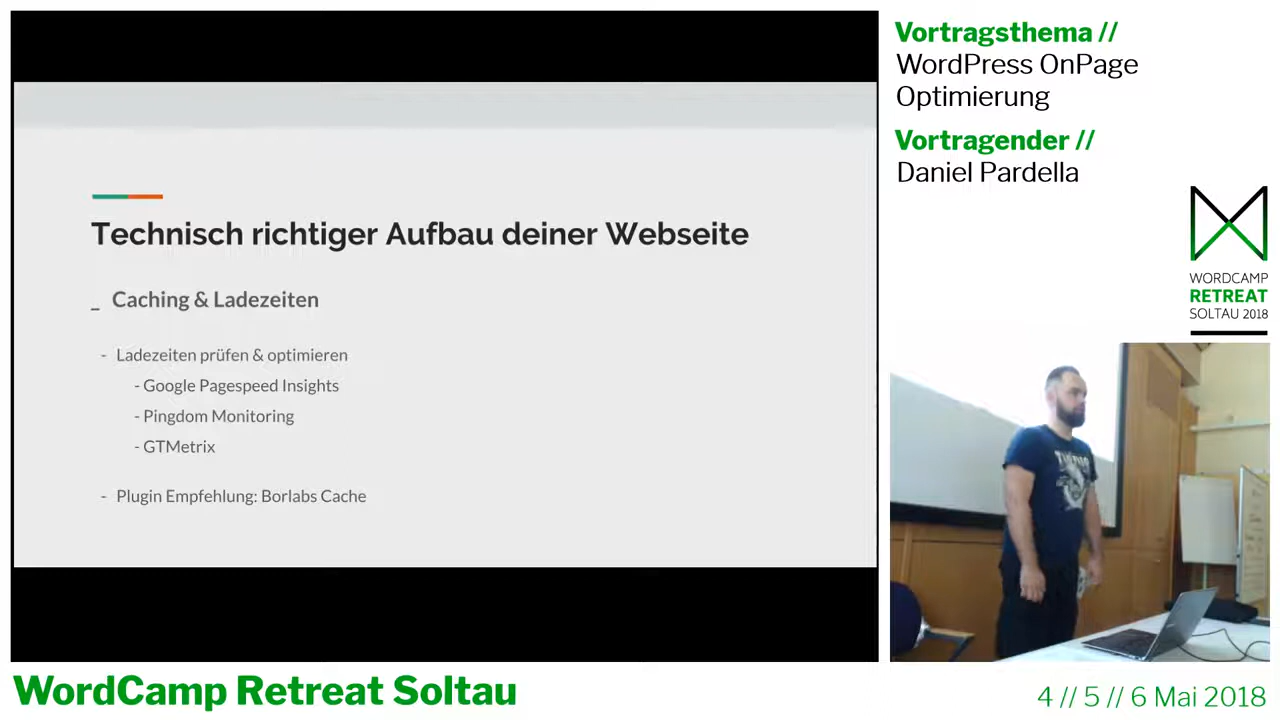 Technisch richtiger Aufbau deiner Webseite
_ Caching & Ladezeiten
- Ladezeiten prüfen & optimieren
- Google Pagespeed Insights
- Pingdom Monitoring
- GTMetrix
- Plugin Empfehlung: Borlabs Cache
Vortragsthema //
WordPress OnPage
Optimierung
Vortragender //
Daniel Pardella
WORDCAMP
RETREAT
SOLTAU 2018
WordCamp Retreat Soltau
4 // 5 // 6 Mai 2018